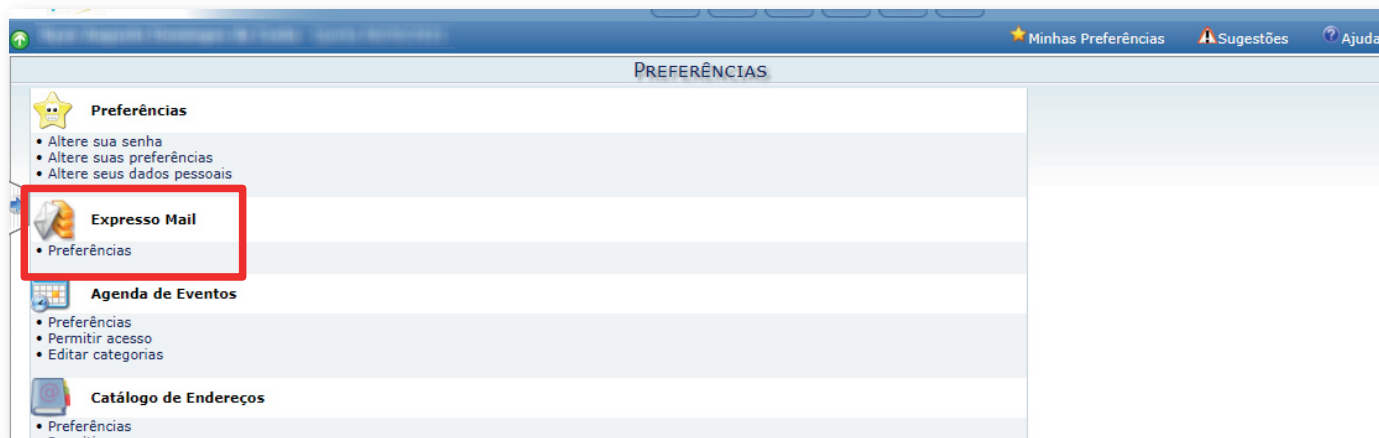 Minhas Preferências Sugestões Ajuda
PREFERÊNCIAS
Preferências
• Altere sua senha
• Altere suas preferências
• Altere seus dados pessoais
Expresso Mail
• Preferências
Agenda de Eventos
• Preferências
• Permitir acesso
• Editar categorias
Catálogo de Endereços
• Preferências